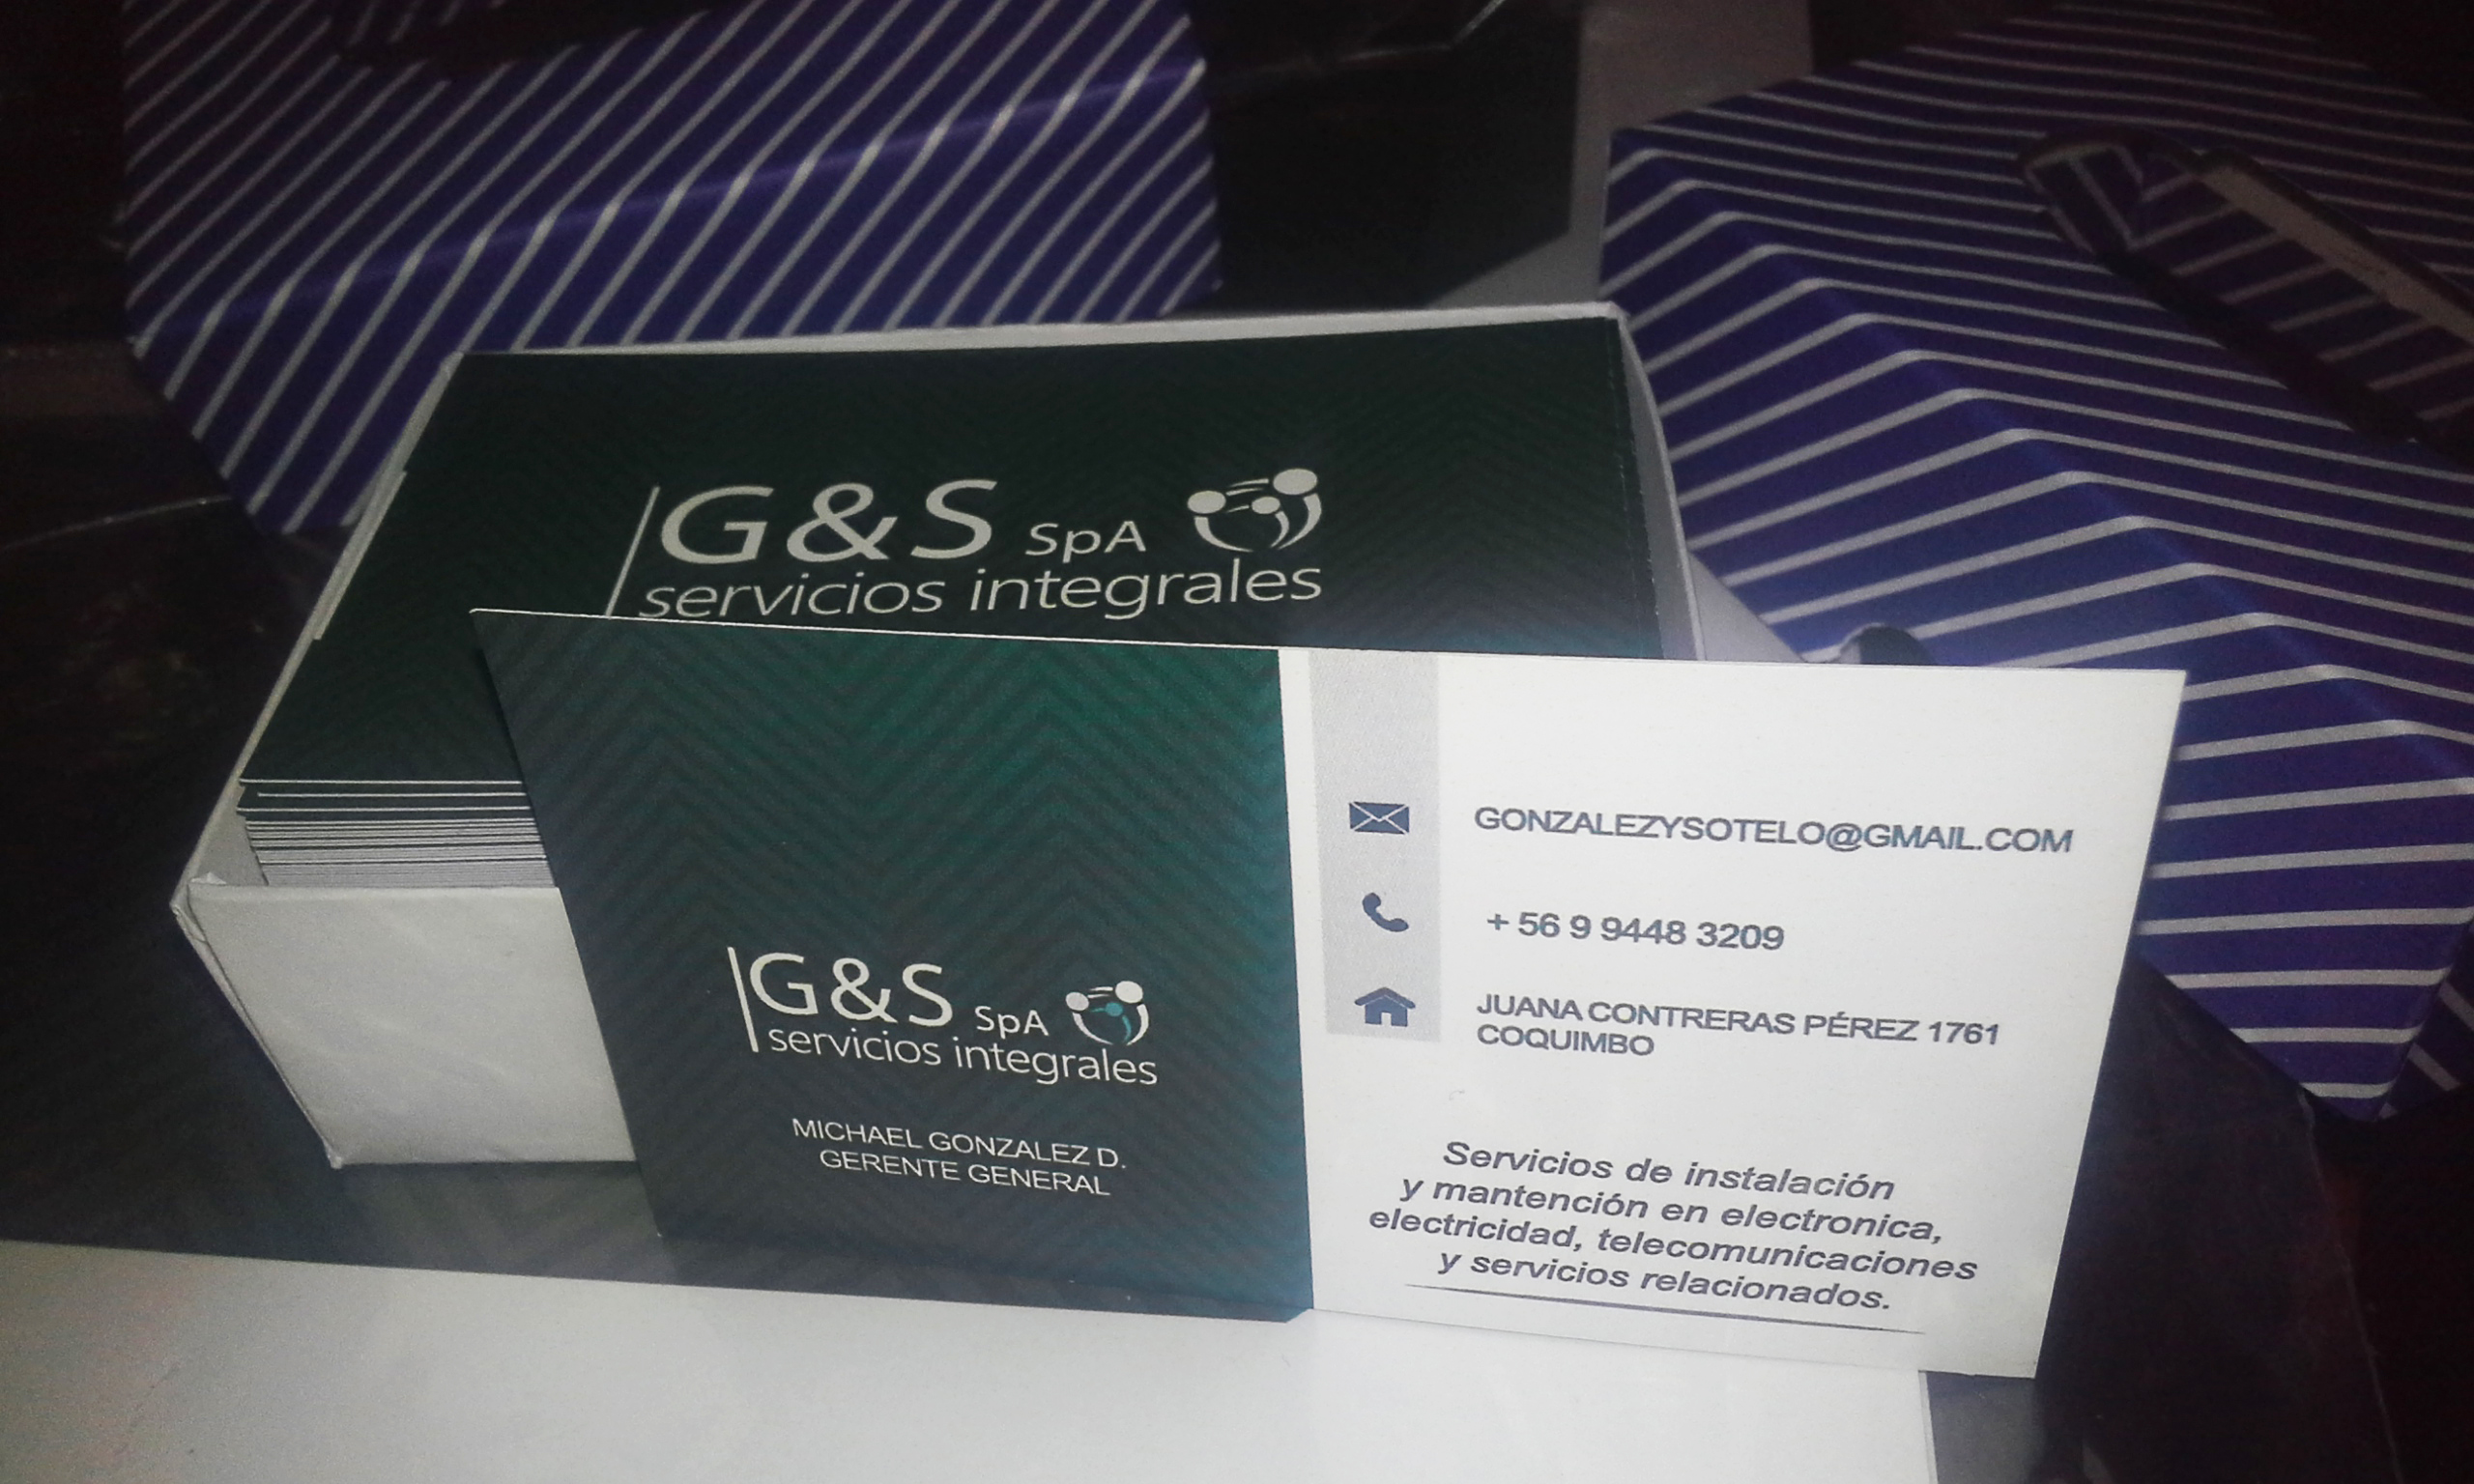 G&S SpA
servicios integrales
G&S SpA
servicios integrales
MICHAEL GONZALEZ D.
GERENTE GENERAL
GONZALEZYSOTELO@GMAIL.COM
+ 56 9 9448 3209
JUANA CONTRERAS PÉREZ 1761
COQUIMBO
Servicios de instalación
y mantención en electronica,
electricidad, telecomunicaciones
y servicios relacionados.